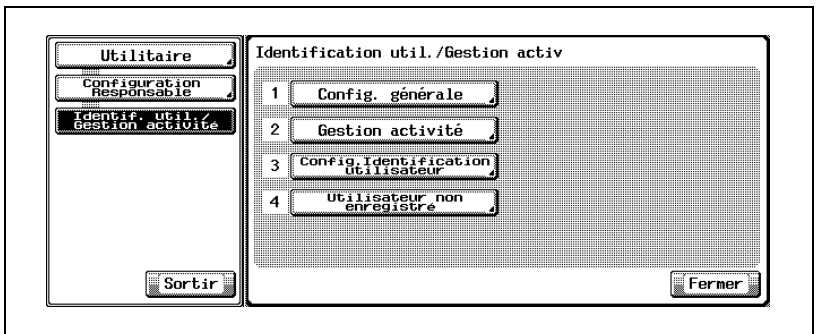 Utilitaire
Configuration
Responsable
Identif. util./
Gestion activité
Sortir
Identification util./Gestion activ
1 Config. générale
2 Gestion activité
3 Config.Identification
utilisateur
4 Utilisateur non
enregistré
Fermer